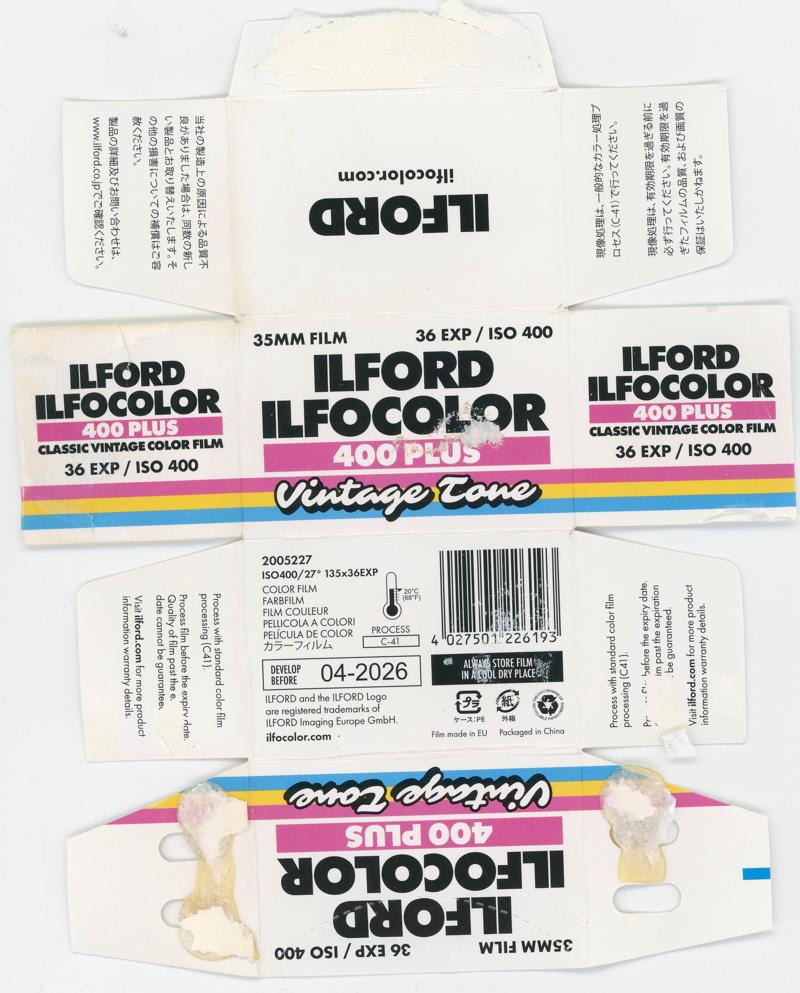 当社の製造上の原因による品質不
良がありました場合は、同数の新し
い製品とお取り替えいたします。そ
の他の損害についての補償はご容
赦ください。
製品の詳細及びお問い合わせは、
www.ilford.co.jpでご確認ください。
ILFORD
ilfocolor.com
現像処理は、一般的なカラー処理プ
ロセス(C-41)で行ってください。
現像処理は、有効期限を過ぎる前に
必ず行ってください。有効期限を過
ぎたフィルムの品質、および画質の
保証はいたしかねます。
ILFORD
ILFOCOLOR
400 PLUS
CLASSIC VINTAGE COLOR FILM
36 EXP / ISO 400
35MM FILM 36 EXP / ISO 400
ILFORD
ILFOCOLOR
400 PLUS
Vintage Tone
ILFORD
ILFOCOLOR
400 PLUS
CLASSIC VINTAGE COLOR FILM
36 EXP / ISO 400
Process with standard color film
processing (C41).
Process film before the expiry date.
Quality of film past the e
date cannot be guarantee
Visit ilford.com for more product
information warranty details.
2005227
ISO400/27° 135x36EXP
COLOR FILM
FARBFILM
FILM COULEUR
PELLICOLA A COLORI
PELÍCULA DE COLOR
カラーフィルム
20°C
(68°F)
PROCESS
C-41
4 027501 226193
DEVELOP
BEFORE
04-2026
ALWAYS STORE FILM
IN A COOL DRY PLACE
ILFORD and the ILFORD Logo
are registered trademarks of
ILFORD Imaging Europe GmbH.
ilfocolor.com
プラ
ケース:PE
紙
外箱
Film made in EU Packaged in China
Process with standard color film
processing (C41).
before the expiry date.
m past the expiration
be guaranteed.
Visit ilford.com for more product
information warranty details.
35MM FILM 36 EXP / ISO 400
ILFORD
ILFOCOLOR
400 PLUS
Vintage Tone